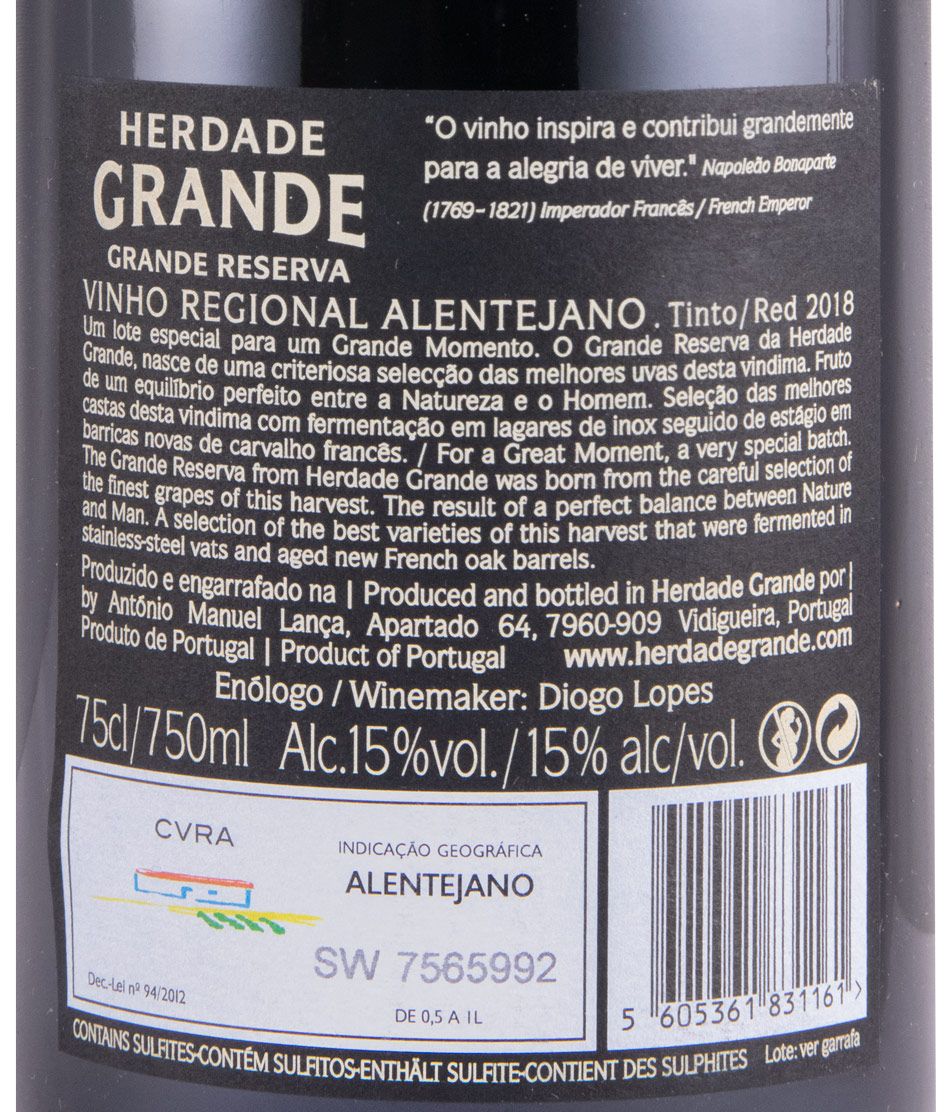 HERDADE
GRANDE
GRANDE RESERVA
"O vinho inspira e contribui grandemente
para a alegria de viver." Napoleão Bonaparte
(1769-1821) Imperador Francês / French Emperor
VINHO REGIONAL ALENTEJANO. Tinto/Red 2018
Um lote especial para um Grande Momento. O Grande Reserva da Herdade
Grande, nasce de uma criteriosa selecção das melhores uvas desta vindima. Fruto
de um equilíbrio perfeito entre a Natureza e o Homem. Seleção das melhores
castas desta vindima com fermentação em lagares de inox seguido de estágio em
barricas novas de carvalho francês. / For a Great Moment, a very special batch.
The Grande Reserva from Herdade Grande was born from the careful selection of
the finest grapes of this harvest. The result of a perfect balance between Nature
and Man. A selection of the best varieties of this harvest that were fermented in
stainless-steel vats and aged new French oak barrels.
Produzido e engarrafado na | Produced and bottled in Herdade Grande por |
by António Manuel Lança, Apartado 64, 7960-909 Vidigueira, Portugal
Produto de Portugal | Product of Portugal www.herdadegrande.com
Enólogo / Winemaker: Diogo Lopes
75cl/750ml Alc.15%vol./15% alc/vol.
CVRA
INDICAÇÃO GEOGRÁFICA
ALENTEJANO
SW 7565992
Dec.-Lei nº 94/2012
DE 0,5 A 1L
5 605361 831161 >
CONTAINS SULFITES-CONTÉM SULFITOS-ENTHÄLT SULFITE-CONTIENT DES SULPHITES Lote: ver garrafa